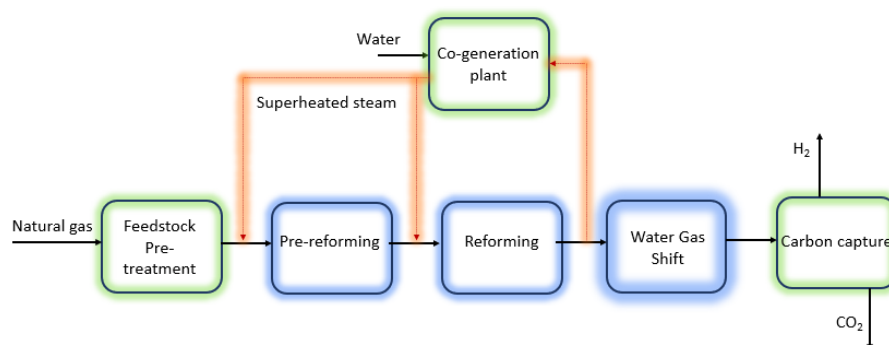 Water
Co-generation
plant
Superheated steam
H₂
Natural gas
Feedstock
Pre-
treatment
Pre-reforming
Reforming
Water Gas
Shift
Carbon capture
CO₂